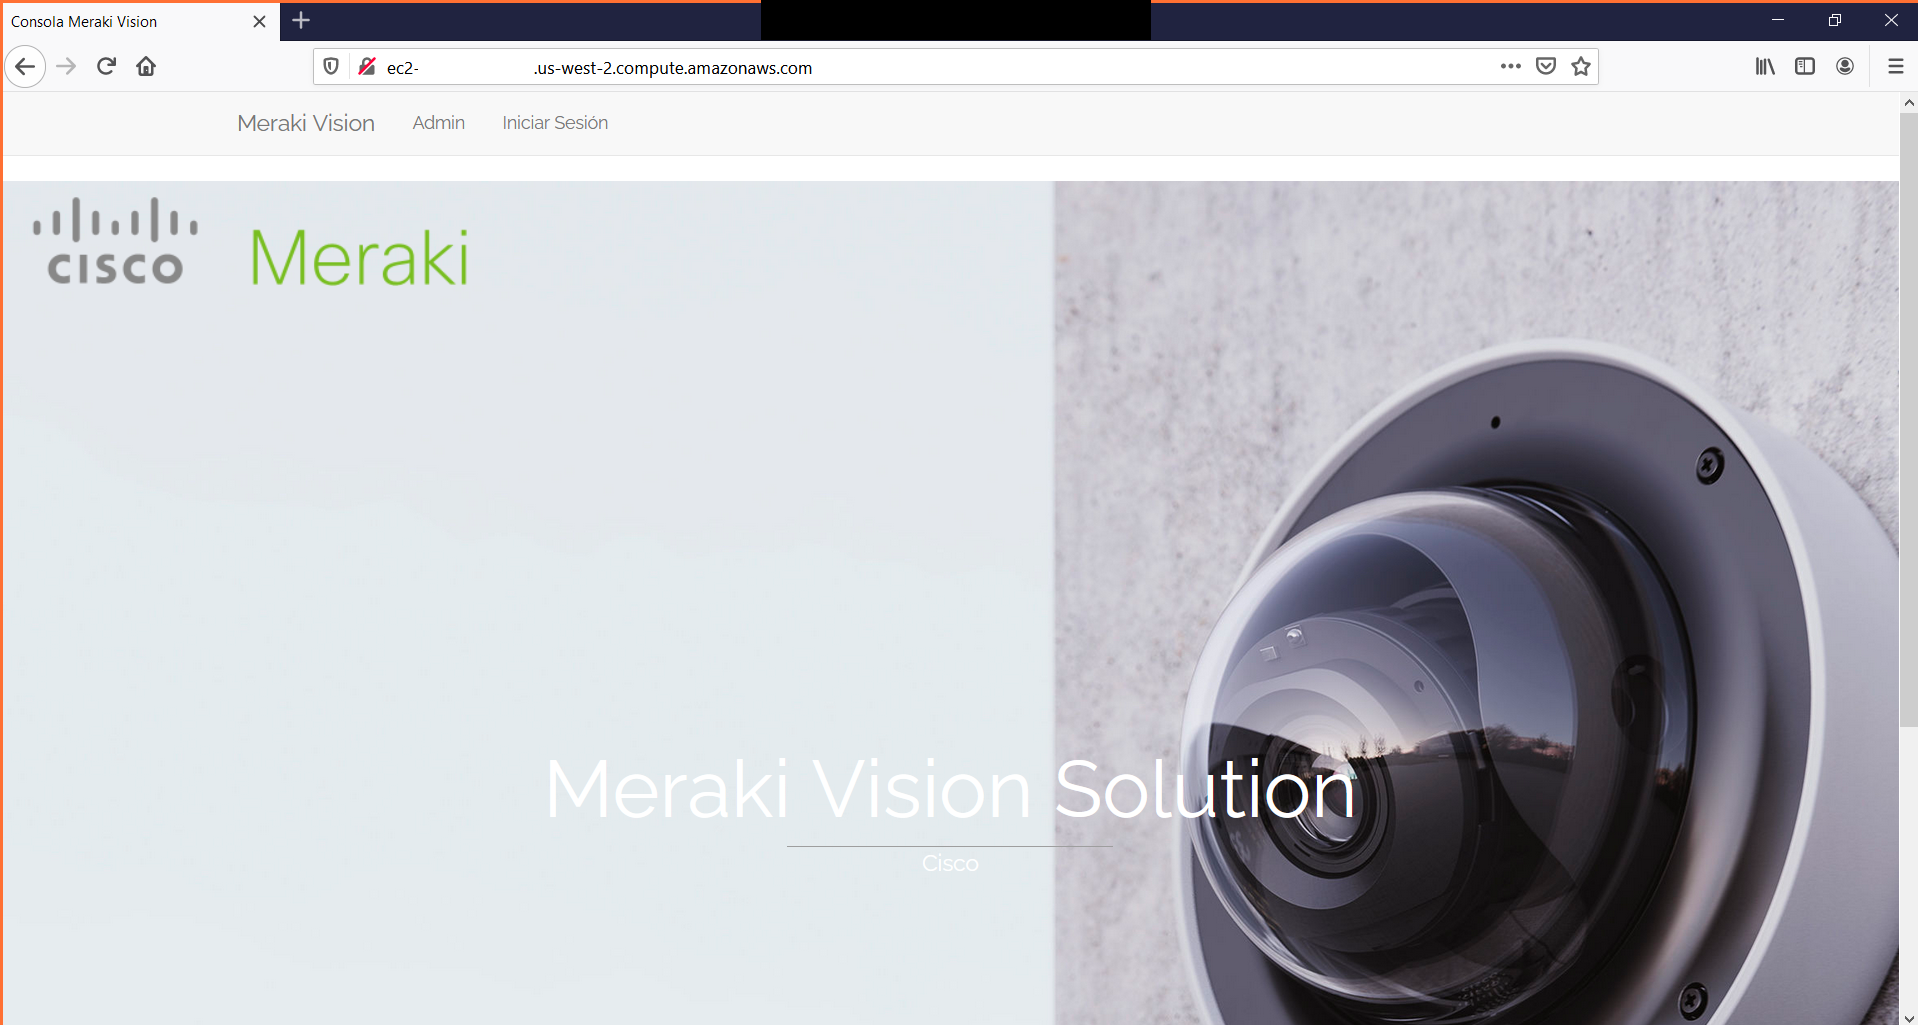 Consola Meraki Vision
ec2- .us-west-2.compute.amazonaws.com
Meraki Vision Admin Iniciar Sesión
CISCO Meraki
Meraki Vision Solution
Cisco